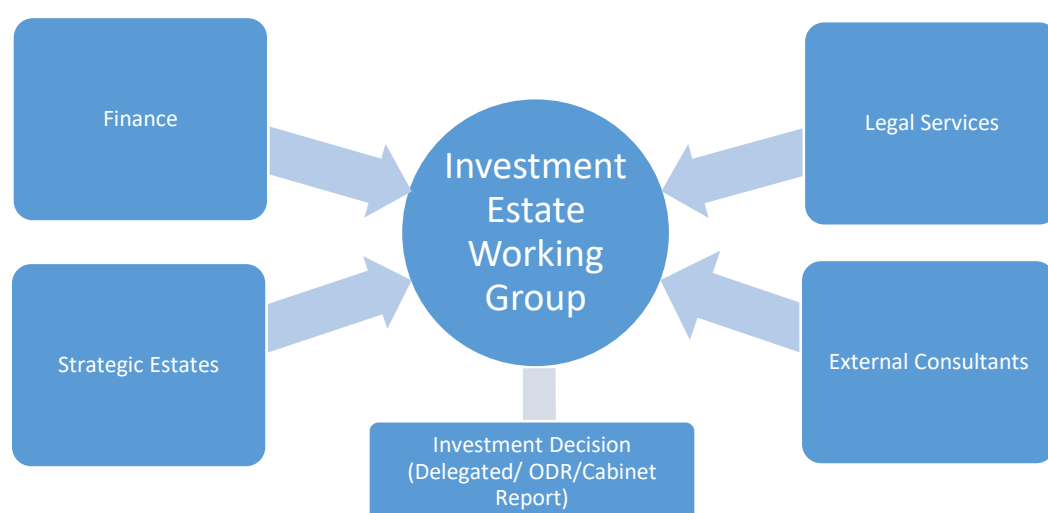 Finance
Legal Services
Investment
Estate
Working
Group
Strategic Estates
External Consultants
Investment Decision
(Delegated/ ODR/Cabinet
Report)